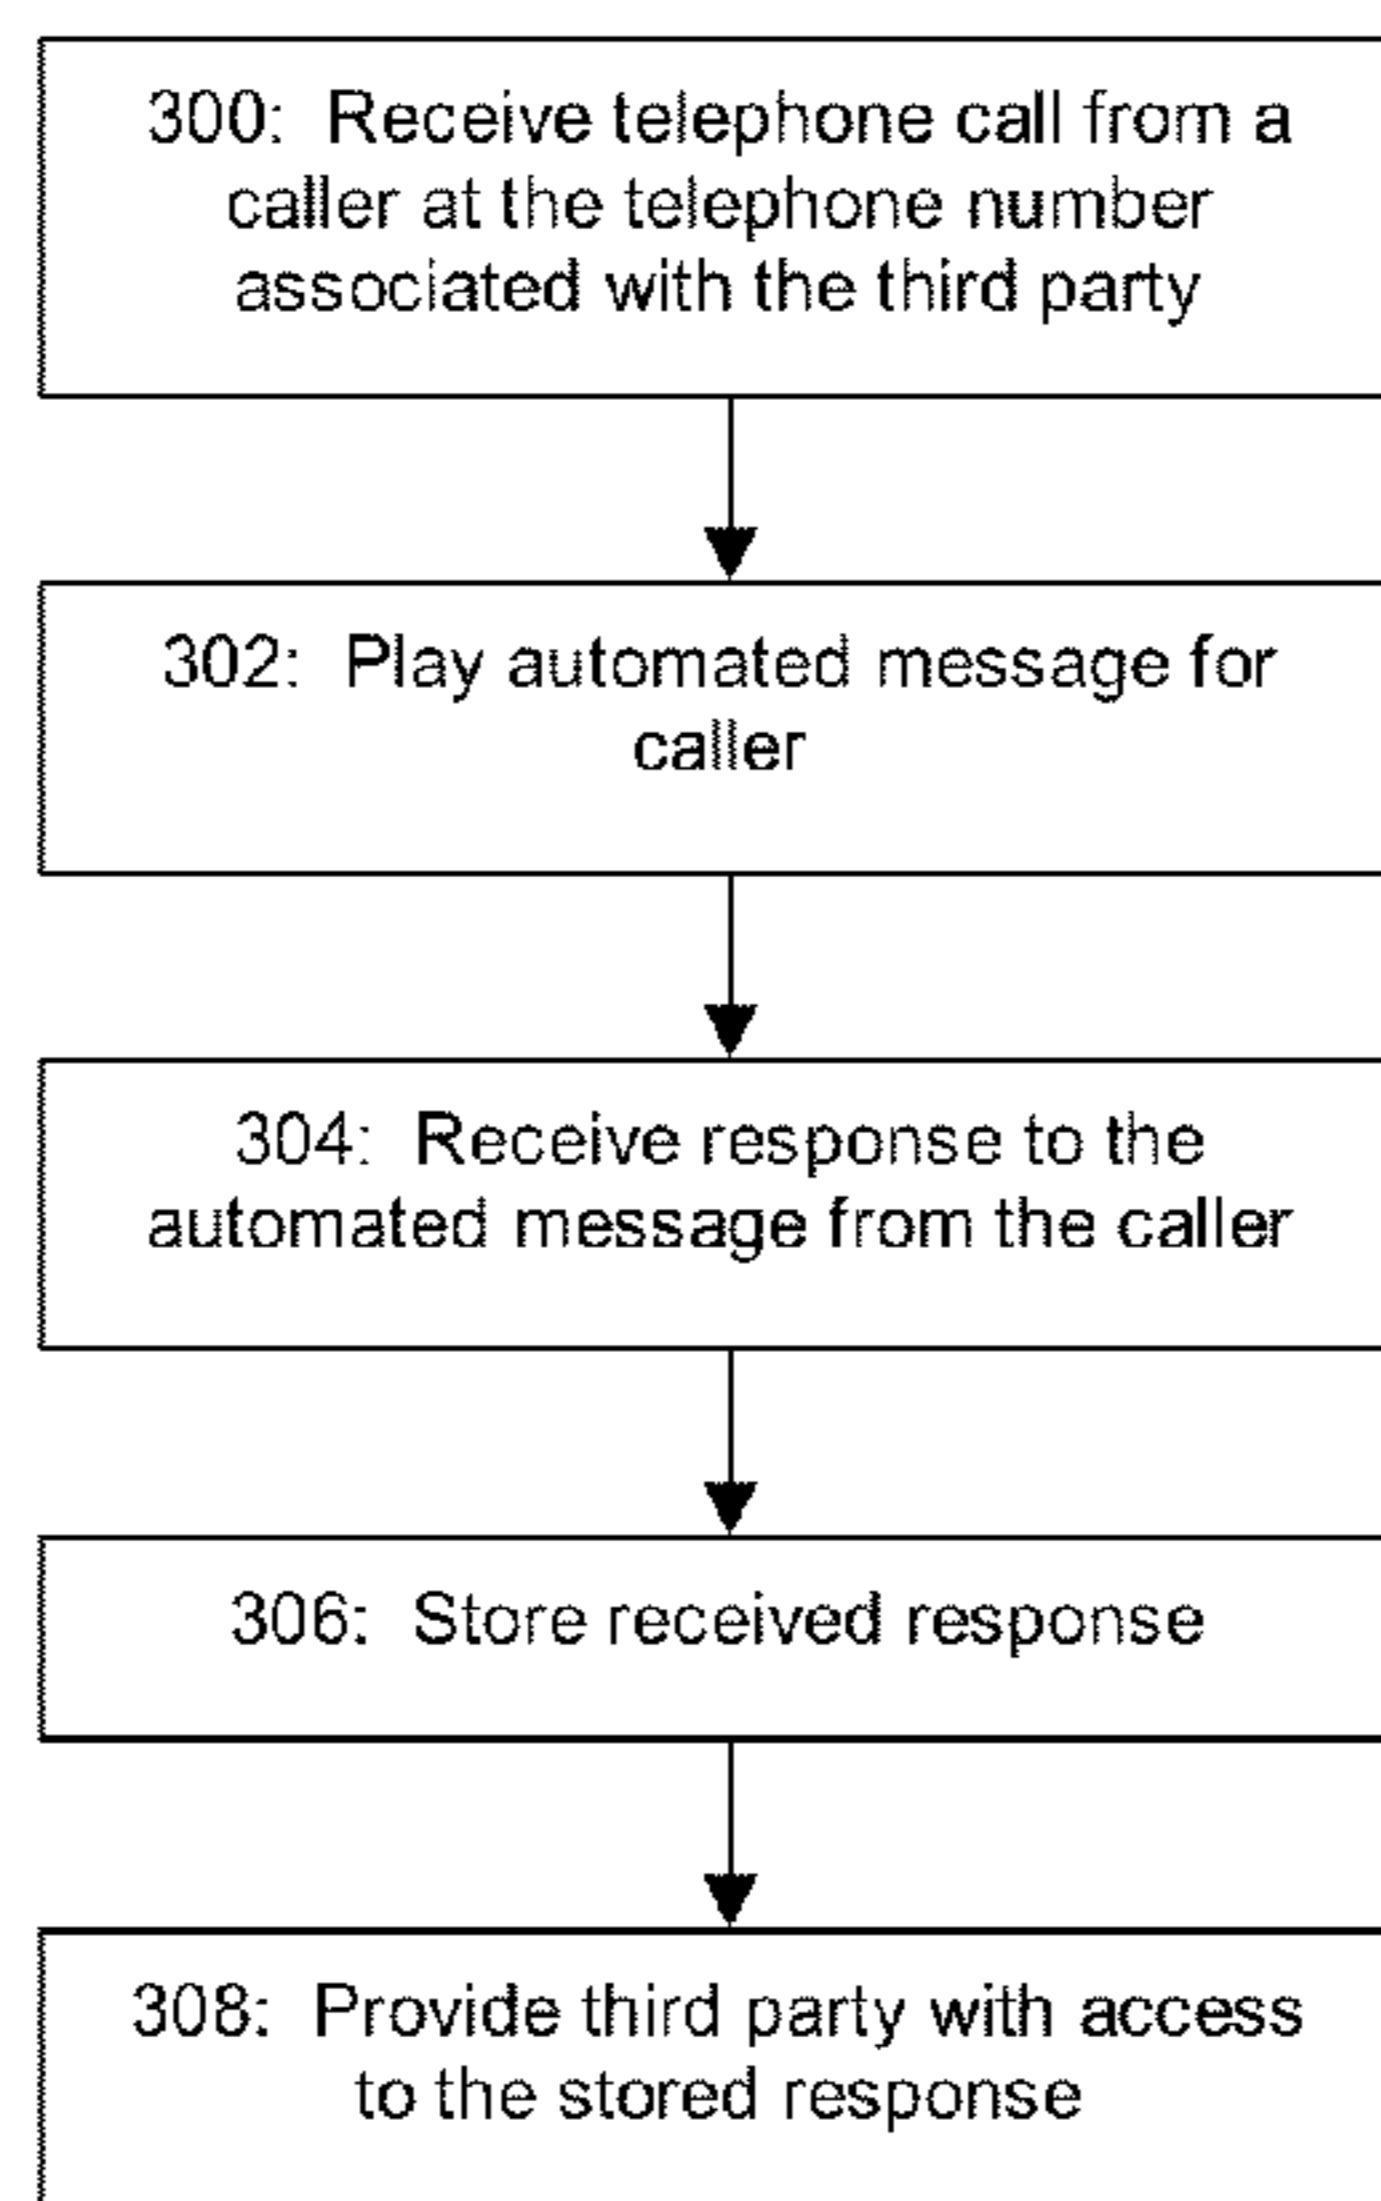 300: Receive telephone call from a
caller at the telephone number
associated with the third party
302: Play automated message for
caller
304: Receive response to the
automated message from the caller
306: Store received response
308: Provide third party with access
to the stored response